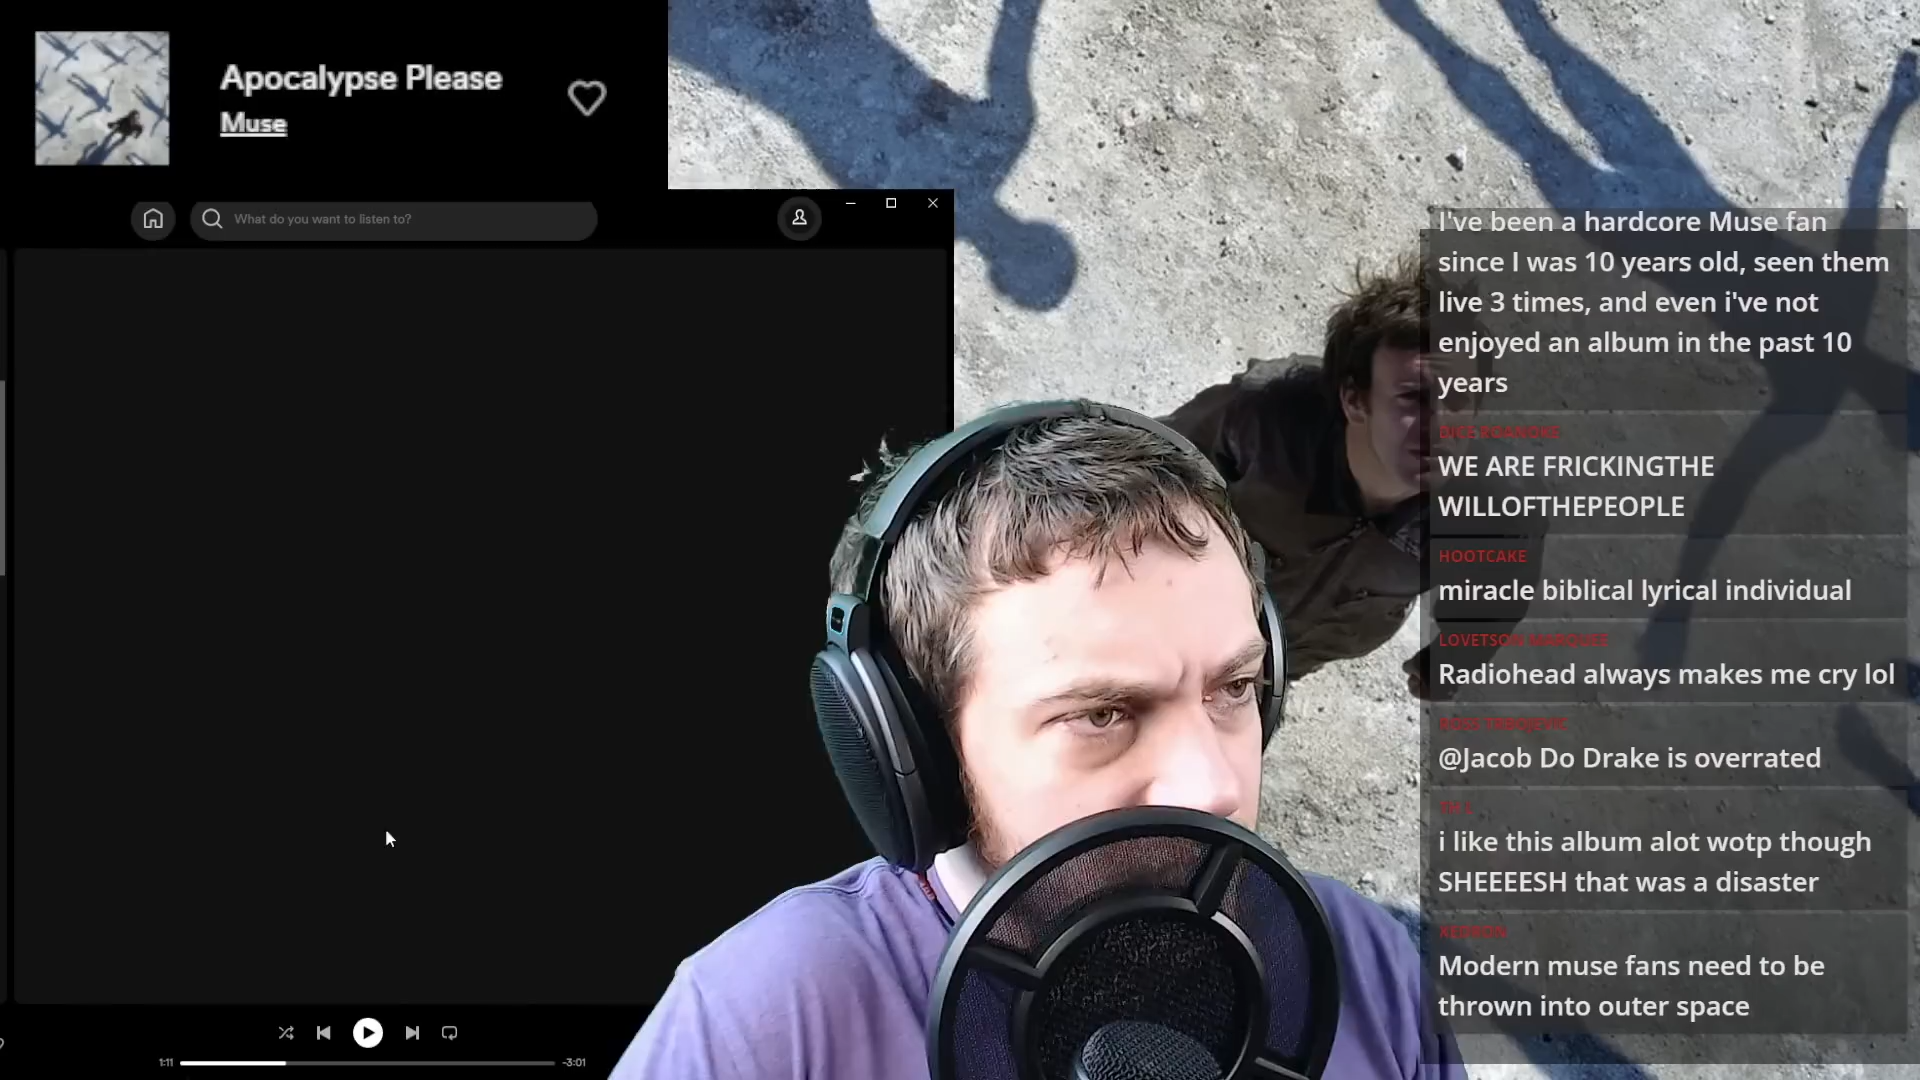 Apocalypse Please
Muse
What do you want to listen to?
I've been a hardcore Muse fan
since I was 10 years old, seen them
live 3 times, and even i've not
enjoyed an album in the past 10
years
WE ARE FRICKINGTHE
WILLOFTHEPEOPLE
HOOTCAKE
miracle biblical lyrical individual
LOVETSON MARQUEE
Radiohead always makes me cry lol
@Jacob Do Drake is overrated
i like this album alot wotp though
SHEEEESH that was a disaster
Modern muse fans need to be
thrown into outer space
1:11
-3:01